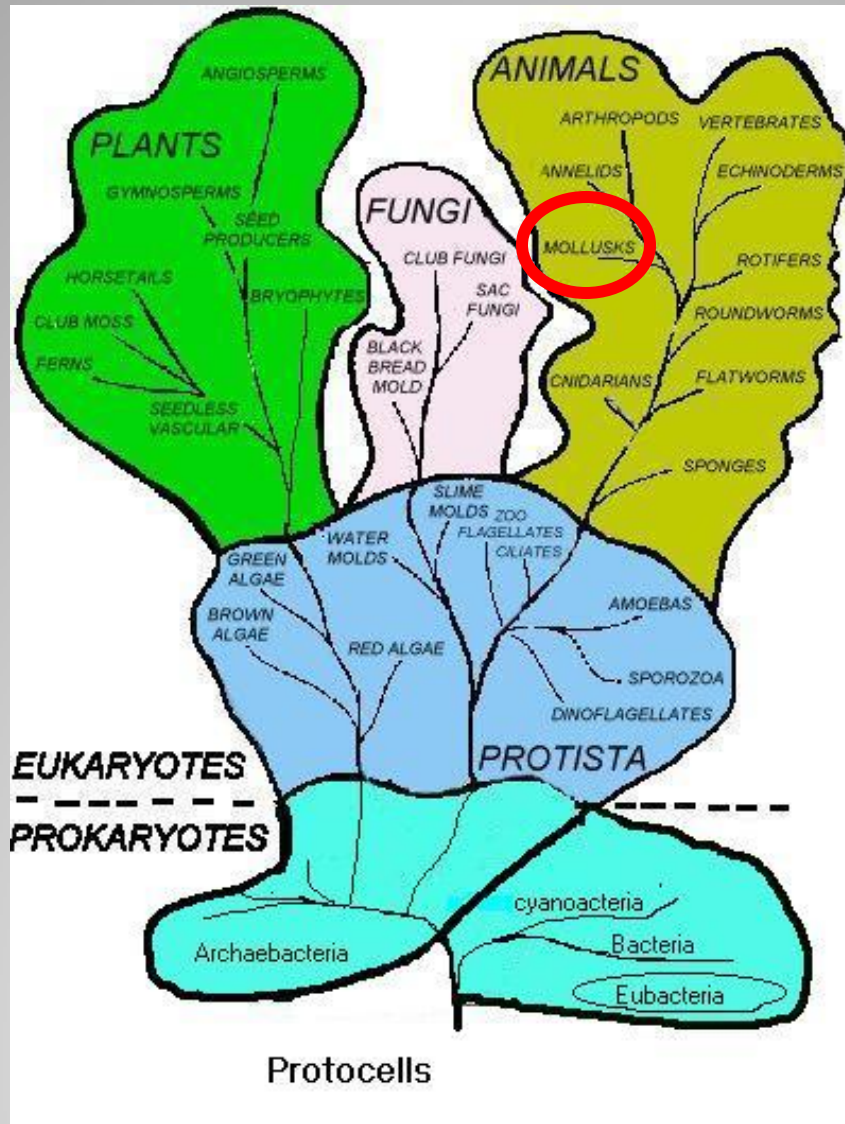 ANGIOSPERMS
PLANTS
GYMNOSPERMS
SEED
PRODUCERS
HORSETAILS
BRYOPHYTES
CLUB MOSS
FERNS
SEEDLESS
VASCULAR
FUNGI
CLUB FUNGI
SAC
FUNGI
BLACK
BREAD
MOLD
ANIMALS
ARTHROPODS
VERTEBRATES
ANNELIDS
ECHINODERMS
MOLLUSKS
ROTIFERS
ROUNDWORMS
CNIDARIANS
FLATWORMS
SPONGES
SLIME
MOLDS
ZOO
FLAGELLATES
CILIATES
WATER
MOLDS
GREEN
ALGAE
BROWN
ALGAE
RED ALGAE
AMOEBAS
SPOROZOA
DINOFLAGELLATES
PROTISTA
EUKARYOTES
PROKARYOTES
cyanoacteria
Archaebacteria
Bacteria
Eubacteria
Protocells